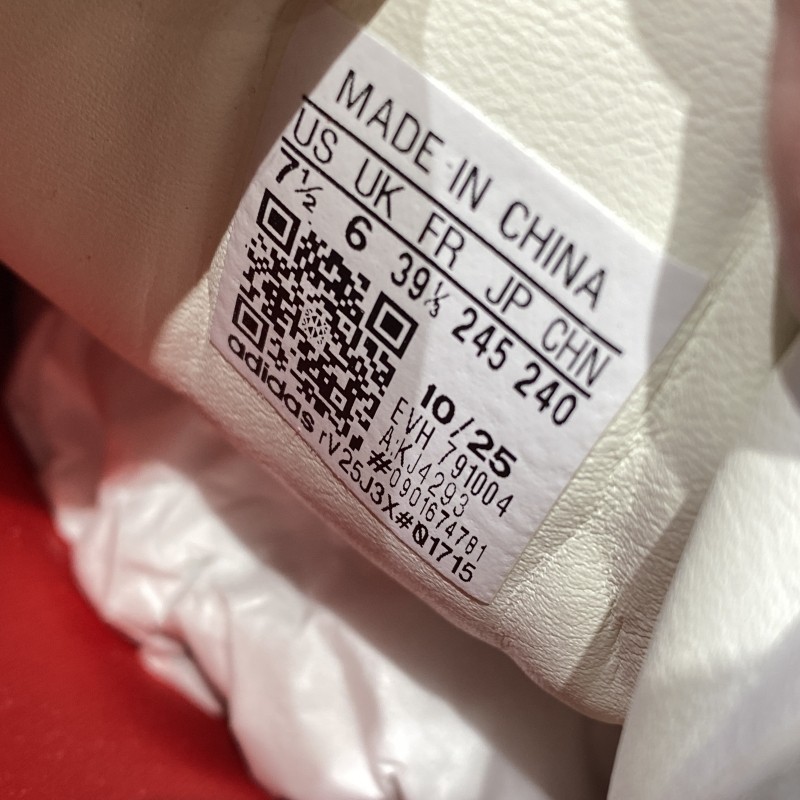 MADE IN CHINA
US UK FR JP CHN
7½ 6 39⅓ 245 240
10/25
EVH 791004
AKJ4293
#0901674781
adidas rV25J3X#Q1715